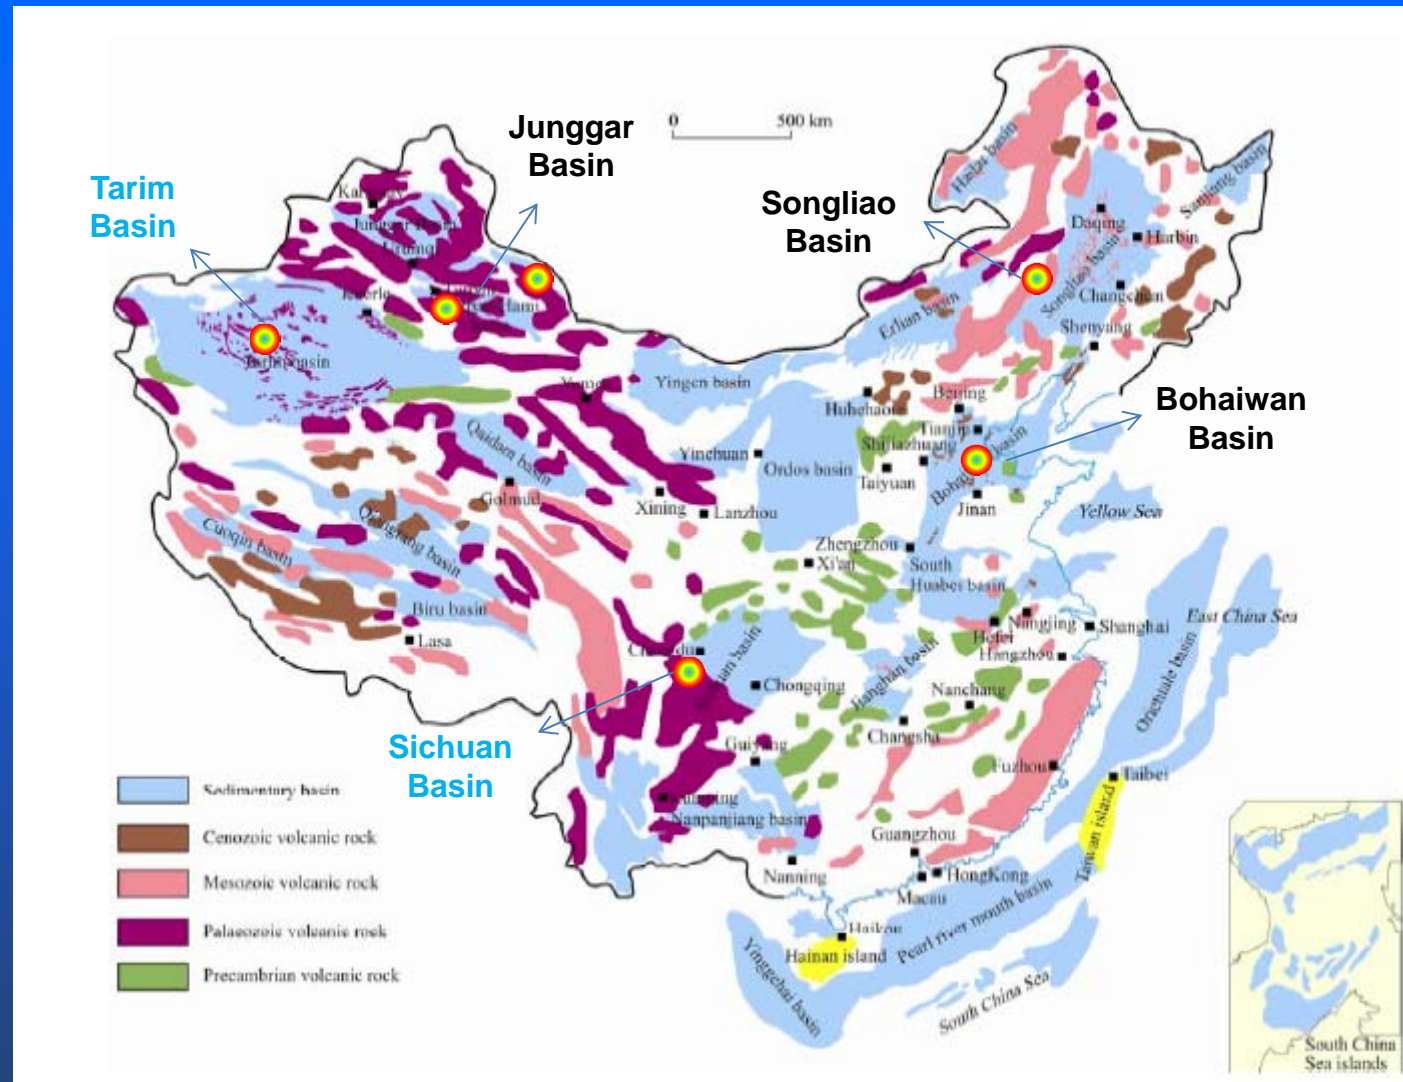 Junggar
Basin
0 500 km
Tarim
Basin
Songliao
Basin
Hailar basin
Sanjiang basin
Daqing
Harbin
Songliao basin
Changchun
Shenyang
Erlian basin
Korle
Tarim basin
Yumen
Yingen basin
Huhehaote
Beijing
Tianjin
Shijiazhuang
Bohaiwan
Basin
Qaidam basin
Yinchuan
Ordos basin
Taiyuan
Jinan
Golmud
Xining
Lanzhou
Yellow Sea
Cuoqin basin
Qiangtang basin
Zhengzhou
Xi'an
South
Huabei basin
Biru basin
Lasa
East China Sea
Nangjing
Shanghai
Hefei
Hangzhou
Chongqing
Jianghan basin
Nanchang
Orientale basin
Changsha
Sichuan
Basin
Guiyang
Fuzhou
Taibei
Taiwan island
Nanpanjiang basin
Guangzhou
Nanning
HongKong
Macau
Pearl river mouth basin
Haikou
Hainan island
Yinggehai basin
South China Sea
Sedimentary basin
Cenozoic volcanic rock
Mesozoic volcanic rock
Palaeozoic volcanic rock
Precambrian volcanic rock
South China
Sea islands